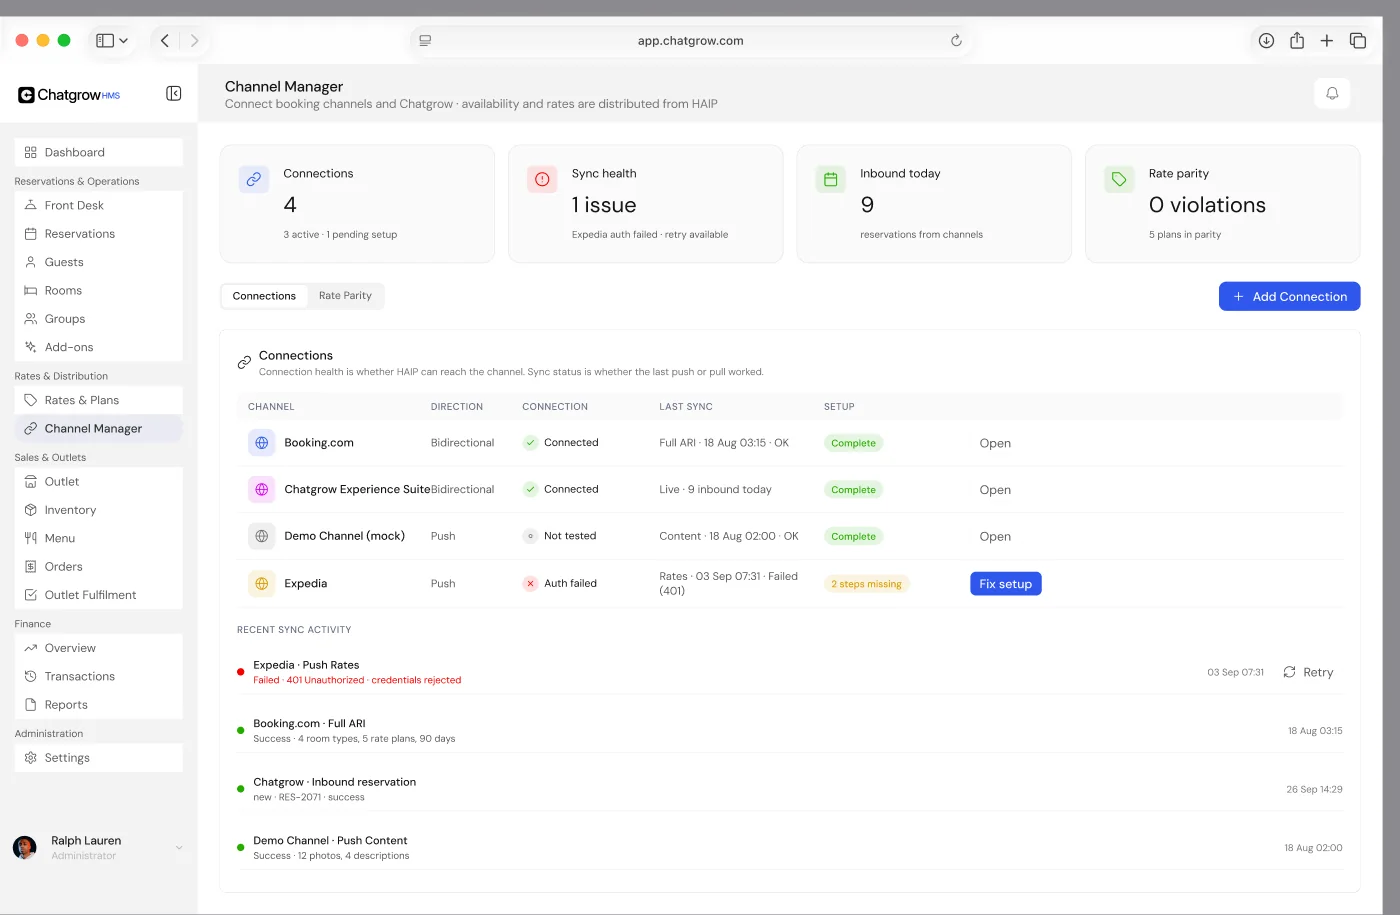 app.chatgrow.com
Chatgrow HMS
Channel Manager
Connect booking channels and Chatgrow · availability and rates are distributed from HAIP
Dashboard
Reservations & Operations
Front Desk
Reservations
Guests
Rooms
Groups
Add-ons
Rates & Distribution
Rates & Plans
Channel Manager
Sales & Outlets
Outlet
Inventory
Menu
Orders
Outlet Fulfilment
Finance
Overview
Transactions
Reports
Administration
Settings
Ralph Lauren
Administrator
Connections
4
3 active · 1 pending setup
Sync health
1 issue
Expedia auth failed · retry available
Inbound today
9
reservations from channels
Rate parity
0 violations
5 plans in parity
Connections Rate Parity
Add Connection
Connections
Connection health is whether HAIP can reach the channel. Sync status is whether the last push or pull worked.
CHANNEL DIRECTION CONNECTION LAST SYNC SETUP
Booking.com Bidirectional Connected Full ARI · 18 Aug 03:15 · OK Complete Open
Chatgrow Experience Suite Bidirectional Connected Live · 9 inbound today Complete Open
Demo Channel (mock) Push Not tested Content · 18 Aug 02:00 · OK Complete Open
Expedia Push Auth failed Rates · 03 Sep 07:31 · Failed (401) 2 steps missing Fix setup
RECENT SYNC ACTIVITY
Expedia · Push Rates
Failed · 401 Unauthorized · credentials rejected
03 Sep 07:31 Retry
Booking.com · Full ARI
Success · 4 room types, 5 rate plans, 90 days
18 Aug 03:15
Chatgrow · Inbound reservation
new · RES-2071 · success
26 Sep 14:29
Demo Channel · Push Content
Success · 12 photos, 4 descriptions
18 Aug 02:00